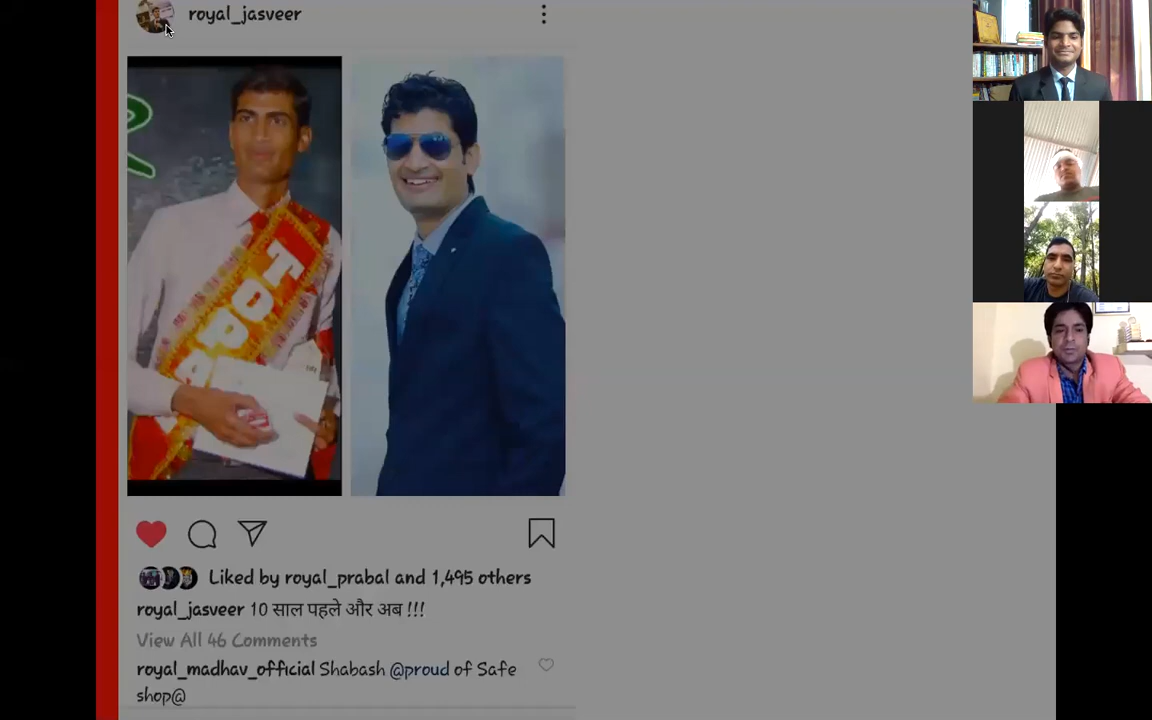 royal_jasveer
TOPP
Liked by royal_prabal and 1,495 others
royal_jasveer 10 साल पहले और अब !!!
View All 46 Comments
royal_madhav_official Shabash @proud of Safe
shop@